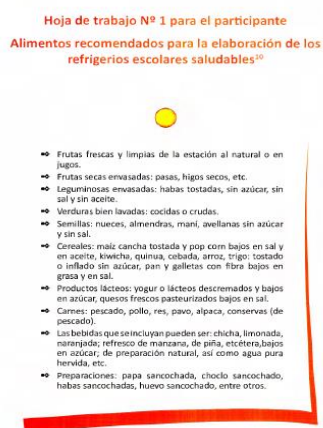 Hoja de trabajo Nº 1 para el participante
Alimentos recomendados para la elaboración de los
refrigerios escolares saludables²⁰
➺ Frutas frescas y limpias de la estación al natural o en
jugos.
➺ Frutas secas envasadas: pasas, higos secos, etc.
➺ Leguminosas envasadas: habas tostadas, sin azúcar, sin
sal y sin aceite.
➺ Verduras bien lavadas: cocidas o crudas.
➺ Semillas: nueces, almendras, maní, avellanas sin azúcar
y sin sal.
➺ Cereales: maíz cancha tostada y pop corn bajos en sal y
en aceite, kiwicha, quinua, cebada, arroz, trigo: tostado
o inflado sin azúcar, pan y galletas con fibra bajos en
grasa y en sal.
➺ Productos lácteos: yogur o lácteos descremados y bajos
en azúcar, quesos frescos pasteurizados bajos en sal.
➺ Carnes: pescado, pollo, res, pavo, alpaca, conservas (de
pescado).
➺ Las bebidas que se incluyan pueden ser: chicha, limonada,
naranjada; refresco de manzana, de piña, etcétera,bajos
en azúcar; de preparación natural, así como agua pura
hervida, etc.
➺ Preparaciones: papa sancochada, choclo sancochado,
habas sancochadas, huevo sancochado, entre otros.